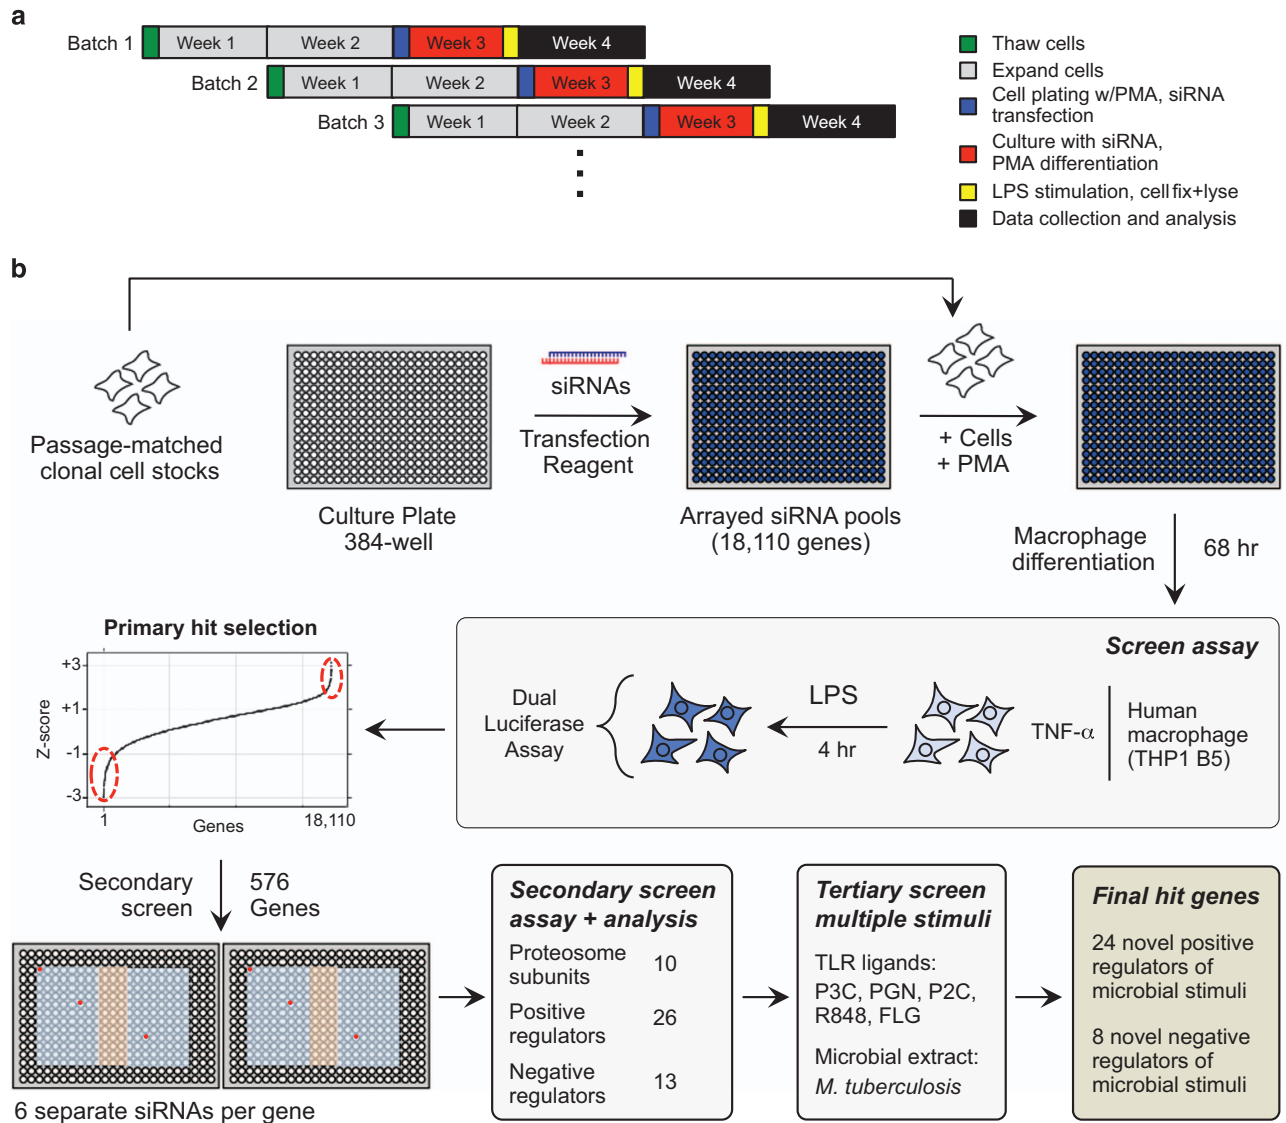 a
Batch 1
Week 1
Week 2
Week 3
Week 4
Batch 2
Week 1
Week 2
Week 3
Week 4
Batch 3
Week 1
Week 2
Week 3
Week 4
Thaw cells
Expand cells
Cell plating w/PMA, siRNA
transfection
Culture with siRNA,
PMA differentiation
LPS stimulation, cell fix+lyse
Data collection and analysis
b
Passage-matched
clonal cell stocks
Culture Plate
384-well
siRNAs
Transfection
Reagent
Arrayed siRNA pools
(18,110 genes)
+ Cells
+ PMA
Macrophage
differentiation
68 hr
Screen assay
Human
macrophage
(THP1 B5)
TNF-α
LPS
4 hr
Dual
Luciferase
Assay
Primary hit selection
Z-score
+3
+1
-1
-3
1
18,110
Genes
Secondary
screen
576
Genes
6 separate siRNAs per gene
Secondary screen
assay + analysis
Proteosome
subunits
10
Positive
regulators
26
Negative
regulators
13
Tertiary screen
multiple stimuli
TLR ligands:
P3C, PGN, P2C,
R848, FLG
Microbial extract:
M. tuberculosis
Final hit genes
24 novel positive
regulators of
microbial stimuli
8 novel negative
regulators of
microbial stimuli